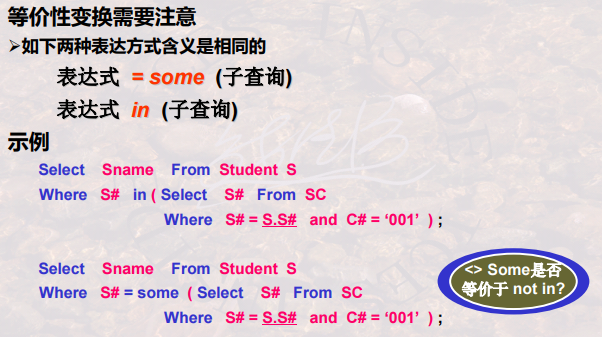 等价性变换需要注意
➢如下两种表达方式含义是相同的
表达式 = some (子查询)
表达式 in (子查询)
示例
Select Sname From Student S
Where S# in ( Select S# From SC
Where S# = S.S# and C# = ‘001’ ) ;
Select Sname From Student S
Where S# = some ( Select S# From SC
Where S# = S.S# and C# = ‘001’ ) ;
<> Some是否
等价于 not in?